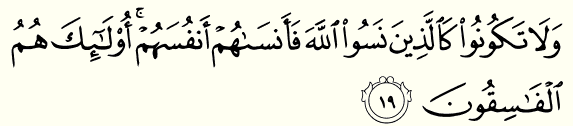 وَلَا تَكُونُوا۟ كَٱلَّذِينَ نَسُوا۟ ٱللَّهَ فَأَنسَىٰهُمْ أَنفُسَهُمْ ۚ أُو۟لَـٰٓئِكَ هُمُ
ٱلْفَـٰسِقُونَ ١٩